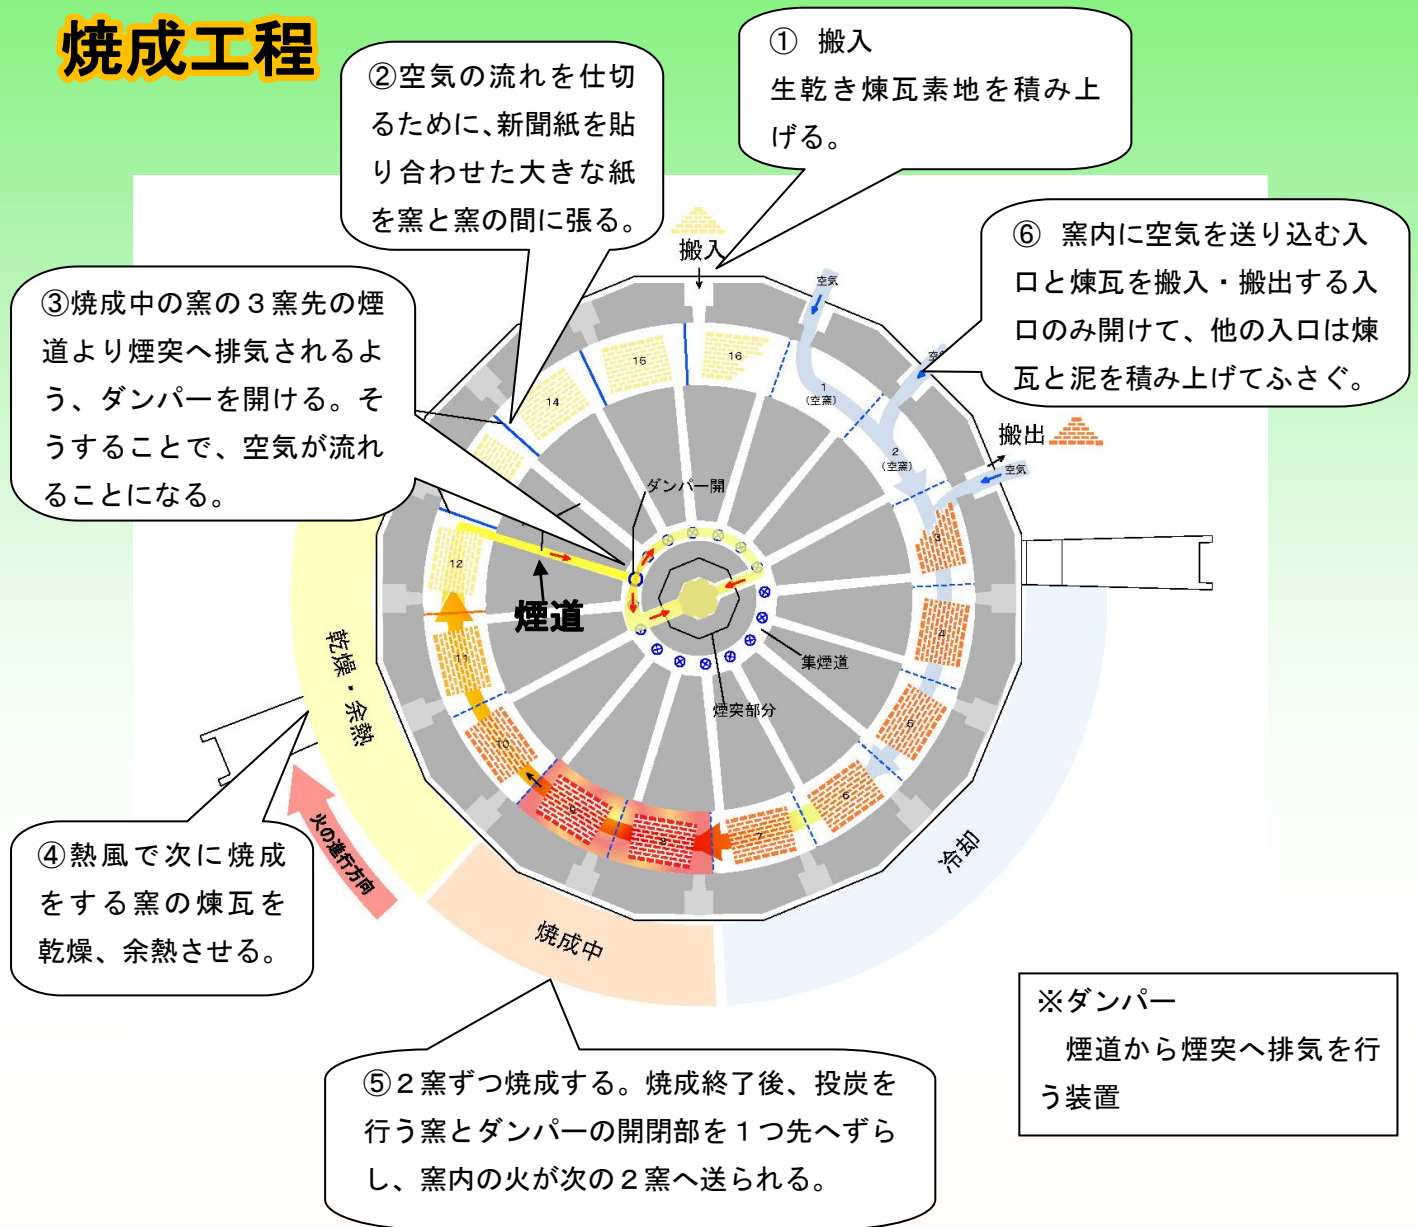 焼成工程
① 搬入
生乾き煉瓦素地を積み上
げる。
②空気の流れを仕切
るために、新聞紙を貼
り合わせた大きな紙
を窯と窯の間に張る。
③焼成中の窯の３窯先の煙
道より煙突へ排気されるよ
う、ダンパーを開ける。そ
うすることで、空気が流れ
ることになる。
⑥ 窯内に空気を送り込む入
口と煉瓦を搬入・搬出する入
口のみ開けて、他の入口は煉
瓦と泥を積み上げてふさぐ。
搬入
空気
空気
搬出
空気
16
15
14
1
(空窯)
2
(空窯)
3
4
5
6
7
10
11
12
ダンパー開
煙道
集煙道
煙突部分
乾燥・余熱
火の進行方向
焼成中
冷却
④熱風で次に焼成
をする窯の煉瓦を
乾燥、余熱させる。
⑤２窯ずつ焼成する。焼成終了後、投炭を
行う窯とダンパーの開閉部を１つ先へずら
し、窯内の火が次の２窯へ送られる。
※ダンパー
煙道から煙突へ排気を行
う装置